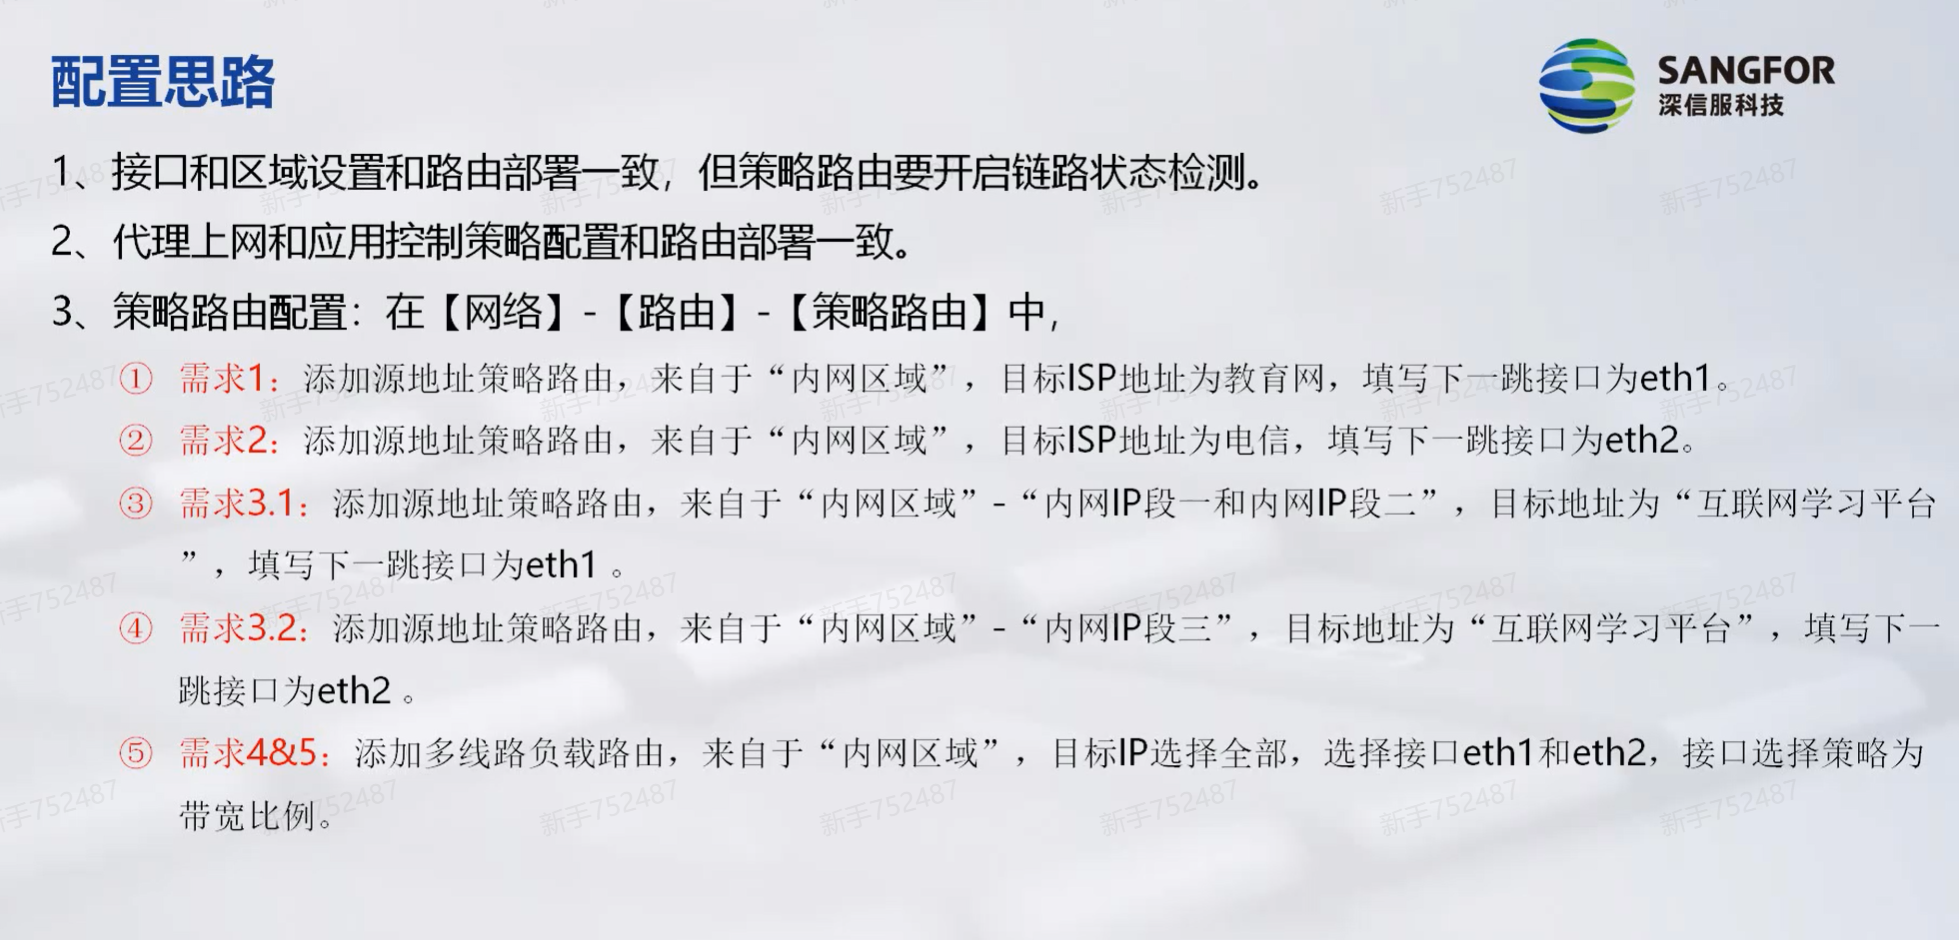 配置思路
SANGFOR
深信服科技
1、接口和区域设置和路由部署一致，但策略路由要开启链路状态检测。
2、代理上网和应用控制策略配置和路由部署一致。
3、策略路由配置：在【网络】-【路由】-【策略路由】中，
① 需求1：添加源地址策略路由，来自于“内网区域”，目标ISP地址为教育网，填写下一跳接口为eth1。
② 需求2：添加源地址策略路由，来自于“内网区域”，目标ISP地址为电信，填写下一跳接口为eth2。
③ 需求3.1：添加源地址策略路由，来自于“内网区域”-“内网IP段一和内网IP段二”，目标地址为“互联网学习平台
”，填写下一跳接口为eth1 。
④ 需求3.2：添加源地址策略路由，来自于“内网区域”-“内网IP段三”，目标地址为“互联网学习平台”，填写下一
跳接口为eth2 。
⑤ 需求4&5：添加多线路负载路由，来自于“内网区域”，目标IP选择全部，选择接口eth1和eth2，接口选择策略为
带宽比例。
新手752487